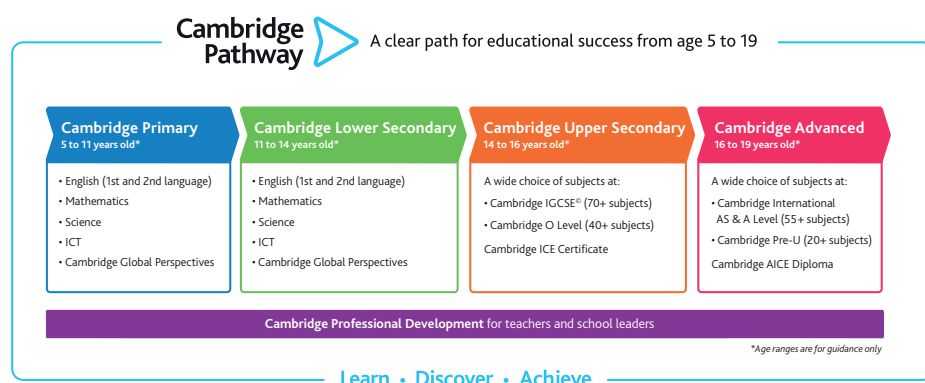 Cambridge
Pathway
A clear path for educational success from age 5 to 19
Cambridge Primary
5 to 11 years old*
• English (1st and 2nd language)
• Mathematics
• Science
• ICT
• Cambridge Global Perspectives
Cambridge Lower Secondary
11 to 14 years old*
• English (1st and 2nd language)
• Mathematics
• Science
• ICT
• Cambridge Global Perspectives
Cambridge Upper Secondary
14 to 16 years old*
A wide choice of subjects at:
• Cambridge IGCSE© (70+ subjects)
• Cambridge O Level (40+ subjects)
Cambridge ICE Certificate
Cambridge Advanced
16 to 19 years old*
A wide choice of subjects at:
• Cambridge International
AS & A Level (55+ subjects)
• Cambridge Pre-U (20+ subjects)
Cambridge AICE Diploma
Cambridge Professional Development for teachers and school leaders
*Age ranges are for guidance only
Learn • Discover • Achieve